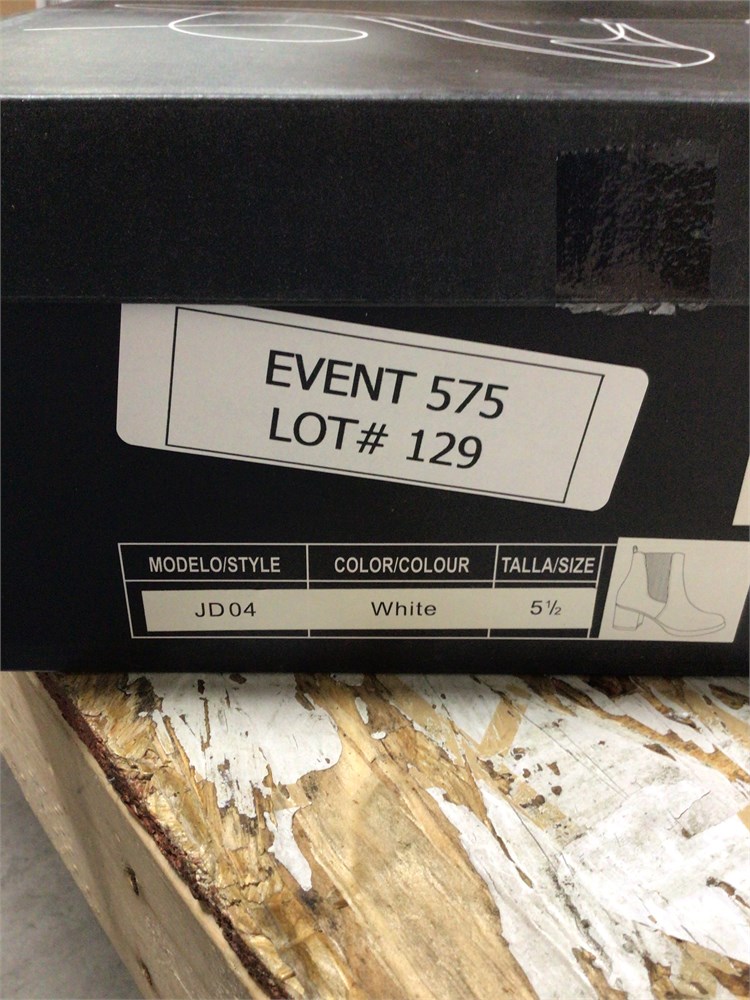 EVENT 575
LOT# 129
MODELO/STYLE COLOR/COLOUR TALLA/SIZE
JD04 White 5½